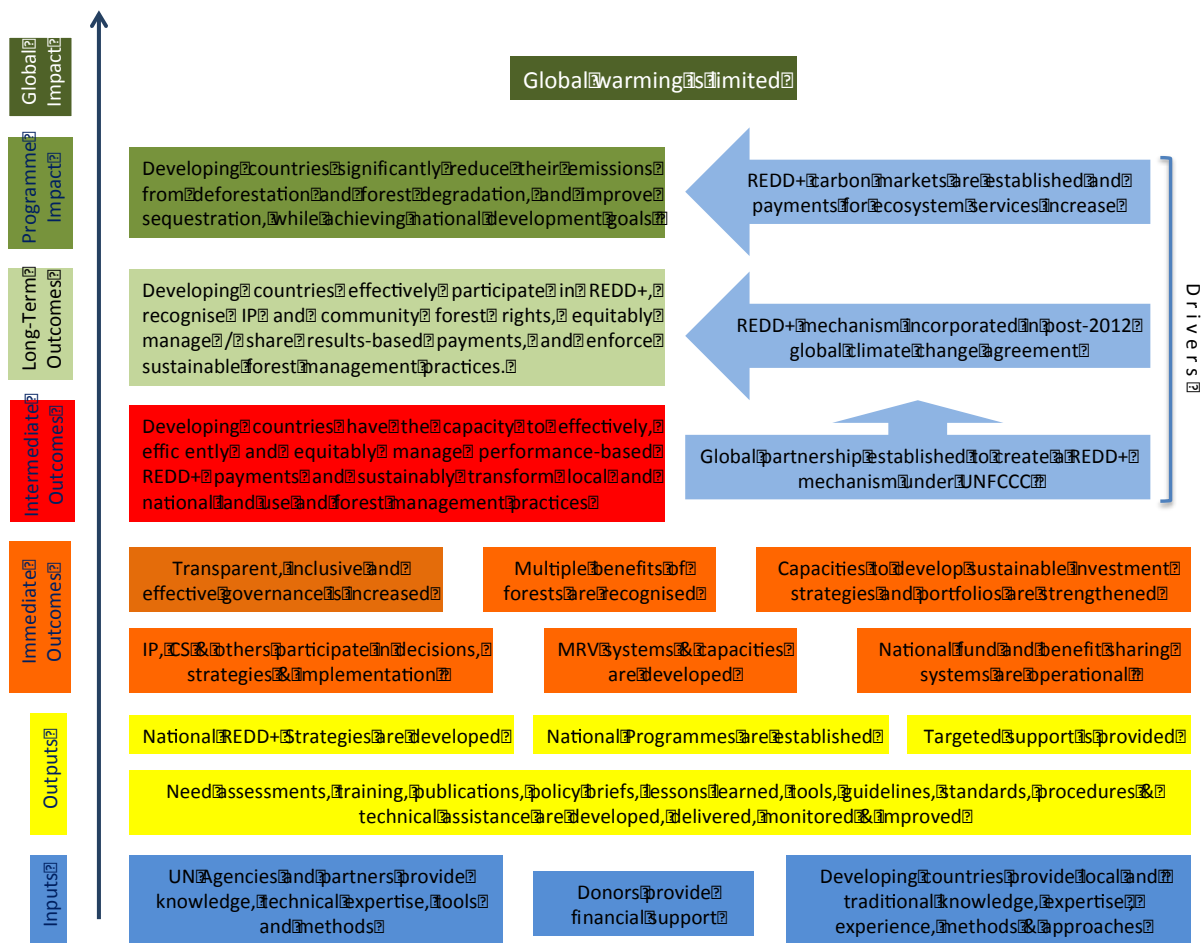 Global
Impact
Global warming is limited
Programme
Impact
Developing countries significantly reduce their emissions
from deforestation and forest degradation, and improve
sequestration, while achieving national development goals
REDD+ carbon markets are established and
payments for ecosystem services increase
Long-Term
Outcomes
Developing countries effectively participate in REDD+,
recognise IP and community forest rights, equitably
manage / share results-based payments, and enforce
sustainable forest management practices.
REDD+ mechanism incorporated in post-2012
global climate change agreement
Drivers
Intermediate
Outcomes
Developing countries have the capacity to effectively,
effic ently and equitably manage performance-based
REDD+ payments and sustainably transform local and
national land use and forest management practices
Global partnership established to create a REDD+
mechanism under UNFCCC
Immediate
Outcomes
Transparent, inclusive and
effective governance is increased
Multiple benefits of
forests are recognised
Capacities to develop sustainable investment
strategies and portfolios are strengthened
IP, CS & others participate in decisions,
strategies & implementation
MRV systems & capacities
are developed
National fund and benefit sharing
systems are operational
Outputs
National REDD+ Strategies are developed
National Programmes are established
Targeted support is provided
Need assessments, training, publications, policy briefs, lessons learned, tools, guidelines, standards, procedures &
technical assistance are developed, delivered, monitored & improved
Inputs
UN Agencies and partners provide
knowledge, technical expertise, tools
and methods
Donors provide
financial support
Developing countries provide local and
traditional knowledge, expertise,
experience, methods & approaches